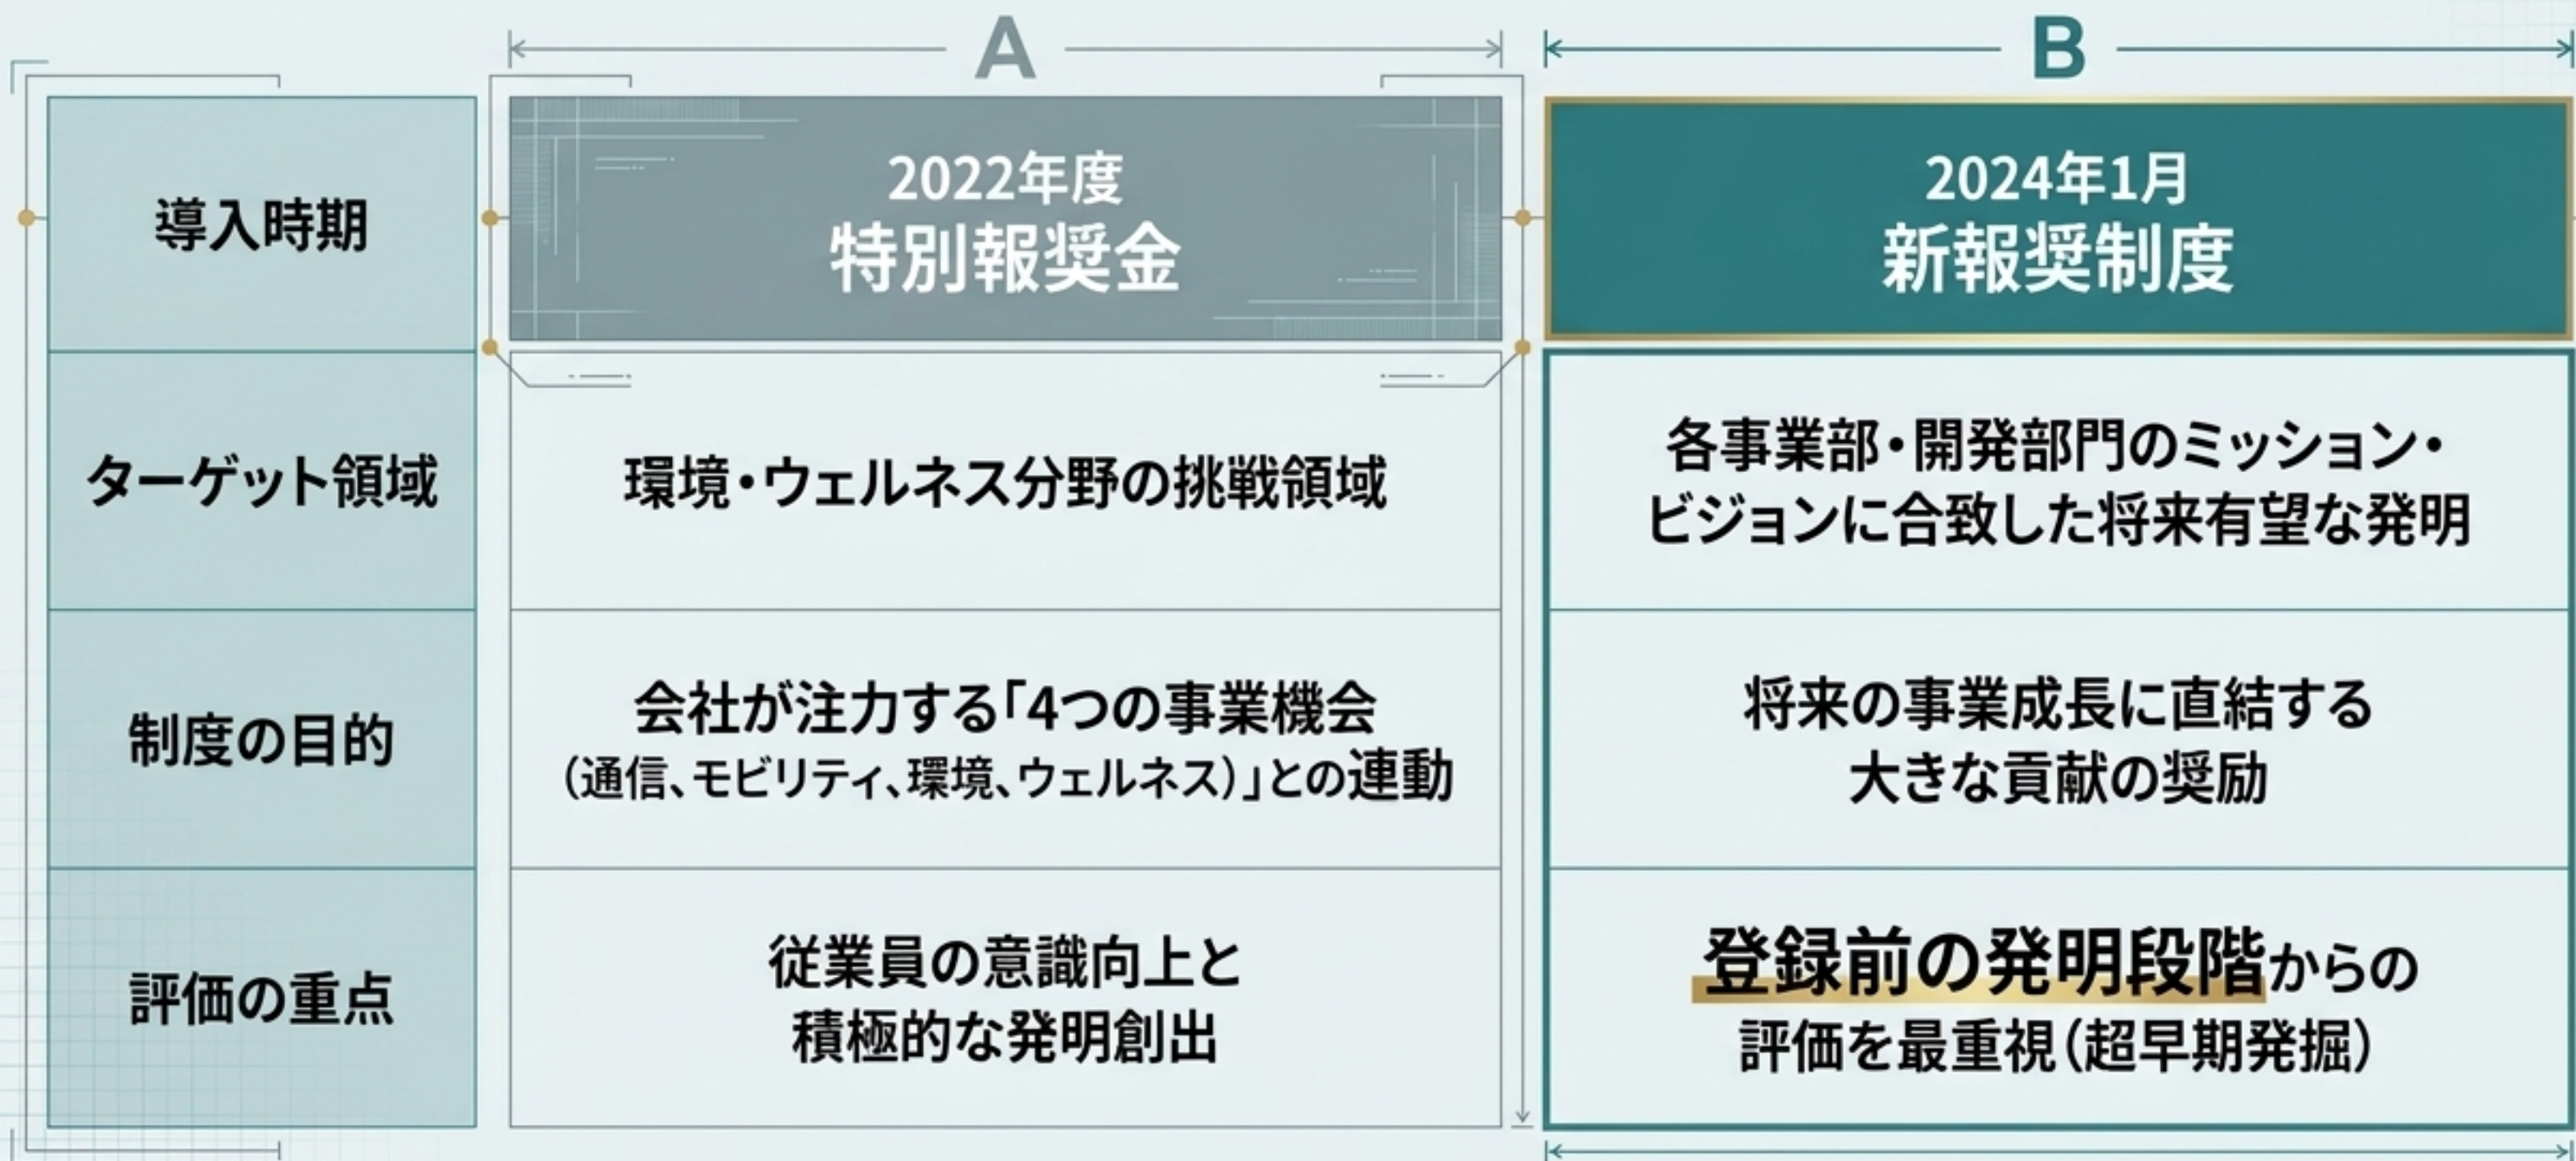 A
B
導入時期
2022年度
特別報奨金
2024年1月
新報奨制度
ターゲット領域
環境・ウェルネス分野の挑戦領域
各事業部・開発部門のミッション・
ビジョンに合致した将来有望な発明
制度の目的
会社が注力する「4つの事業機会
（通信、モビリティ、環境、ウェルネス）」との連動
将来の事業成長に直結する
大きな貢献の奨励
評価の重点
従業員の意識向上と
積極的な発明創出
登録前の発明段階からの
評価を最重視（超早期発掘）